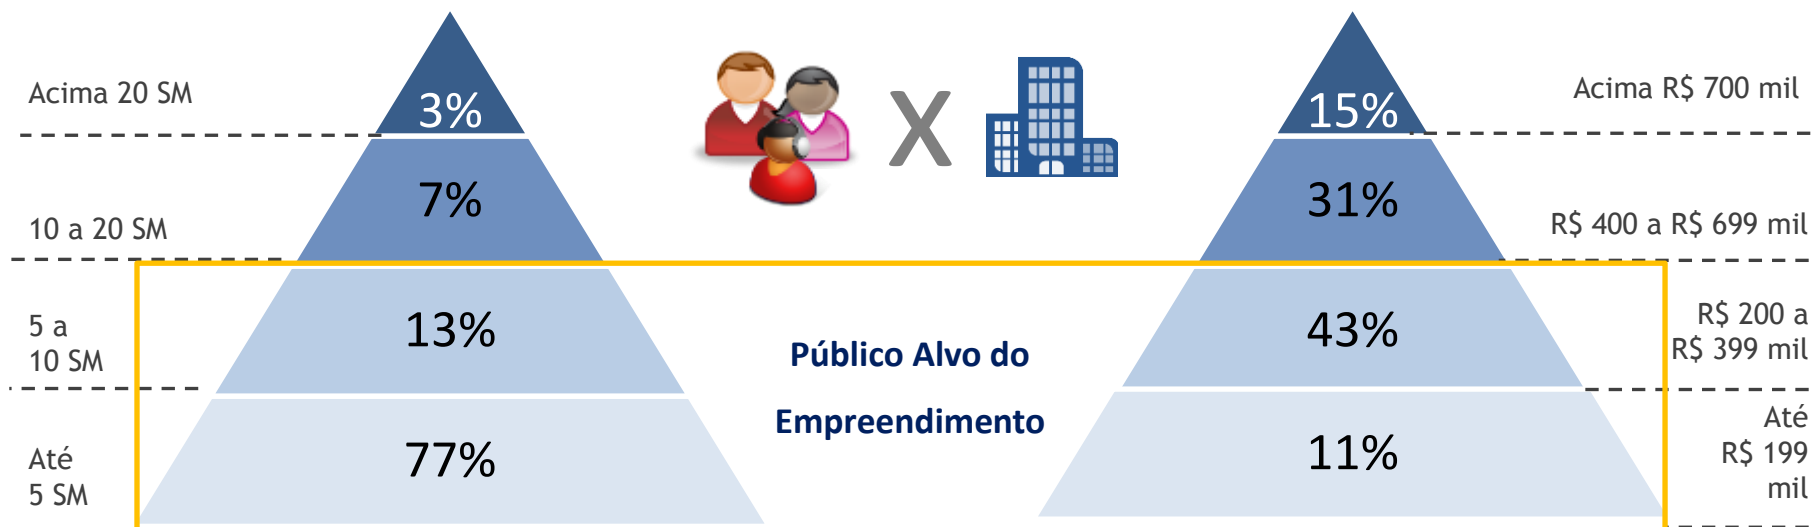 Acima 20 SM
3%
X
15%
Acima R$ 700 mil
10 a 20 SM
7%
31%
R$ 400 a R$ 699 mil
5 a
10 SM
13%
Público Alvo do
Empreendimento
43%
R$ 200 a
R$ 399 mil
Até
5 SM
77%
11%
Até
R$ 199
mil